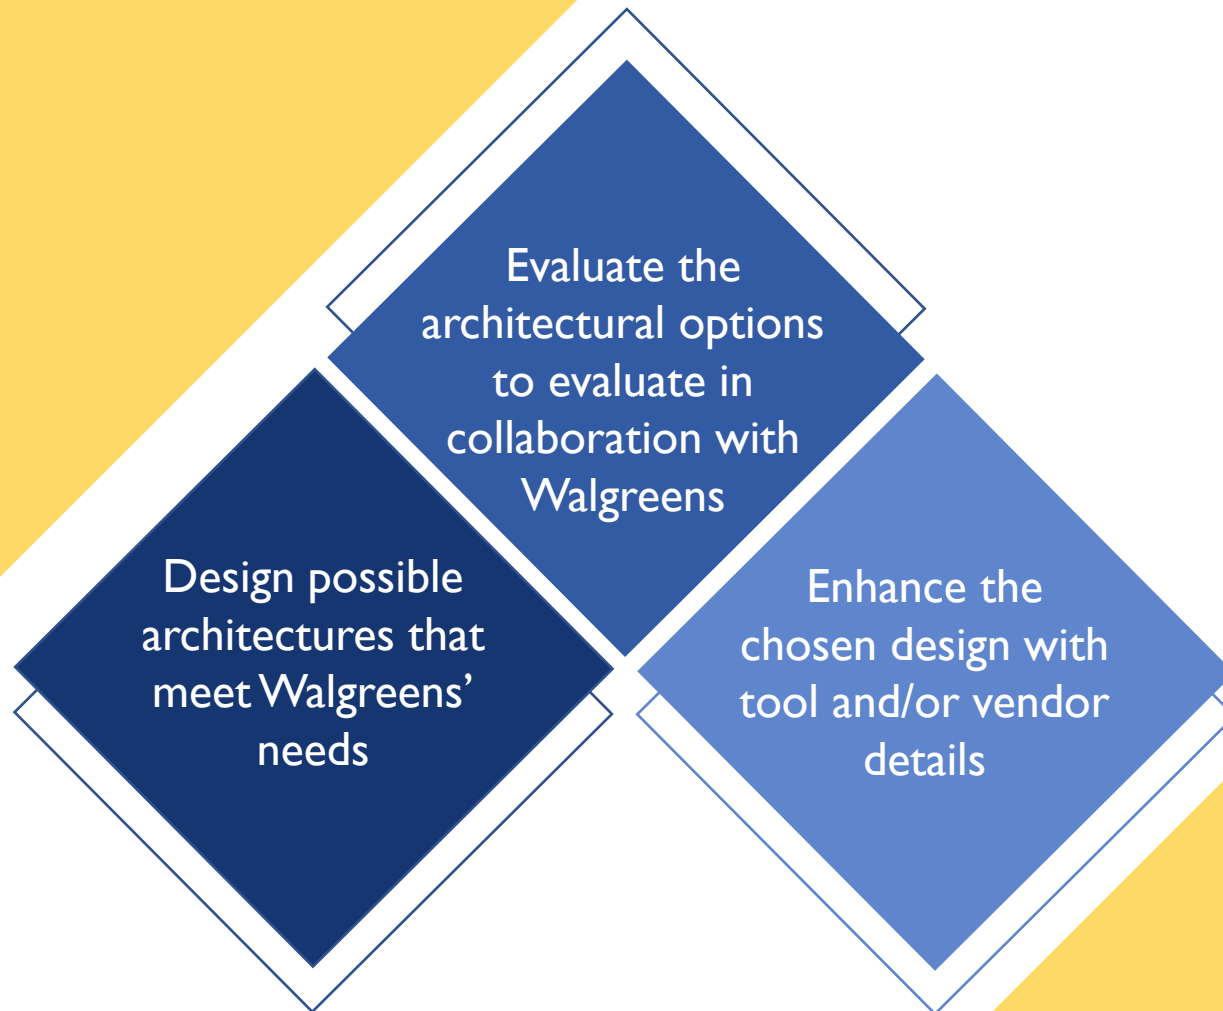 Design possible
architectures that
meet Walgreens’
needs
Evaluate the
architectural options
to evaluate in
collaboration with
Walgreens
Enhance the
chosen design with
tool and/or vendor
details